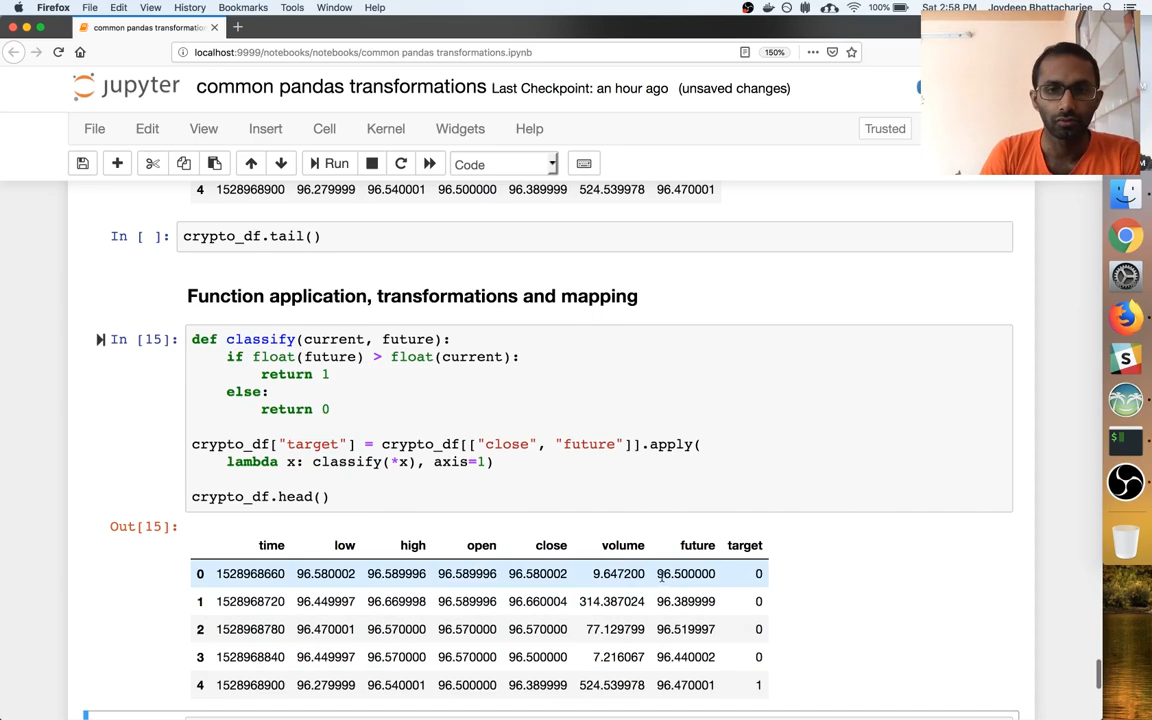 Firefox File Edit View History Bookmarks Tools Window Help 100% Sat 2:58 PM Joydeep Bhattacharjee
common pandas transformation
localhost:9999/notebooks/notebooks/common pandas transformations.ipynb 150%
jupyter common pandas transformations Last Checkpoint: an hour ago (unsaved changes)
File Edit View Insert Cell Kernel Widgets Help Trusted
Run Code
4 1528968900 96.279999 96.540001 96.500000 96.389999 524.539978 96.470001
In [ ]: crypto_df.tail()
Function application, transformations and mapping
In [15]: def classify(current, future):
if float(future) > float(current):
return 1
else:
return 0
crypto_df["target"] = crypto_df[["close", "future"]].apply(
lambda x: classify(*x), axis=1)
crypto_df.head()
Out[15]:
time low high open close volume future target
0 1528968660 96.580002 96.589996 96.589996 96.580002 9.647200 96.500000 0
1 1528968720 96.449997 96.669998 96.589996 96.660004 314.387024 96.389999 0
2 1528968780 96.470001 96.570000 96.570000 96.570000 77.129799 96.519997 0
3 1528968840 96.449997 96.570000 96.570000 96.500000 7.216067 96.440002 0
4 1528968900 96.279999 96.540001 96.500000 96.389999 524.539978 96.470001 1